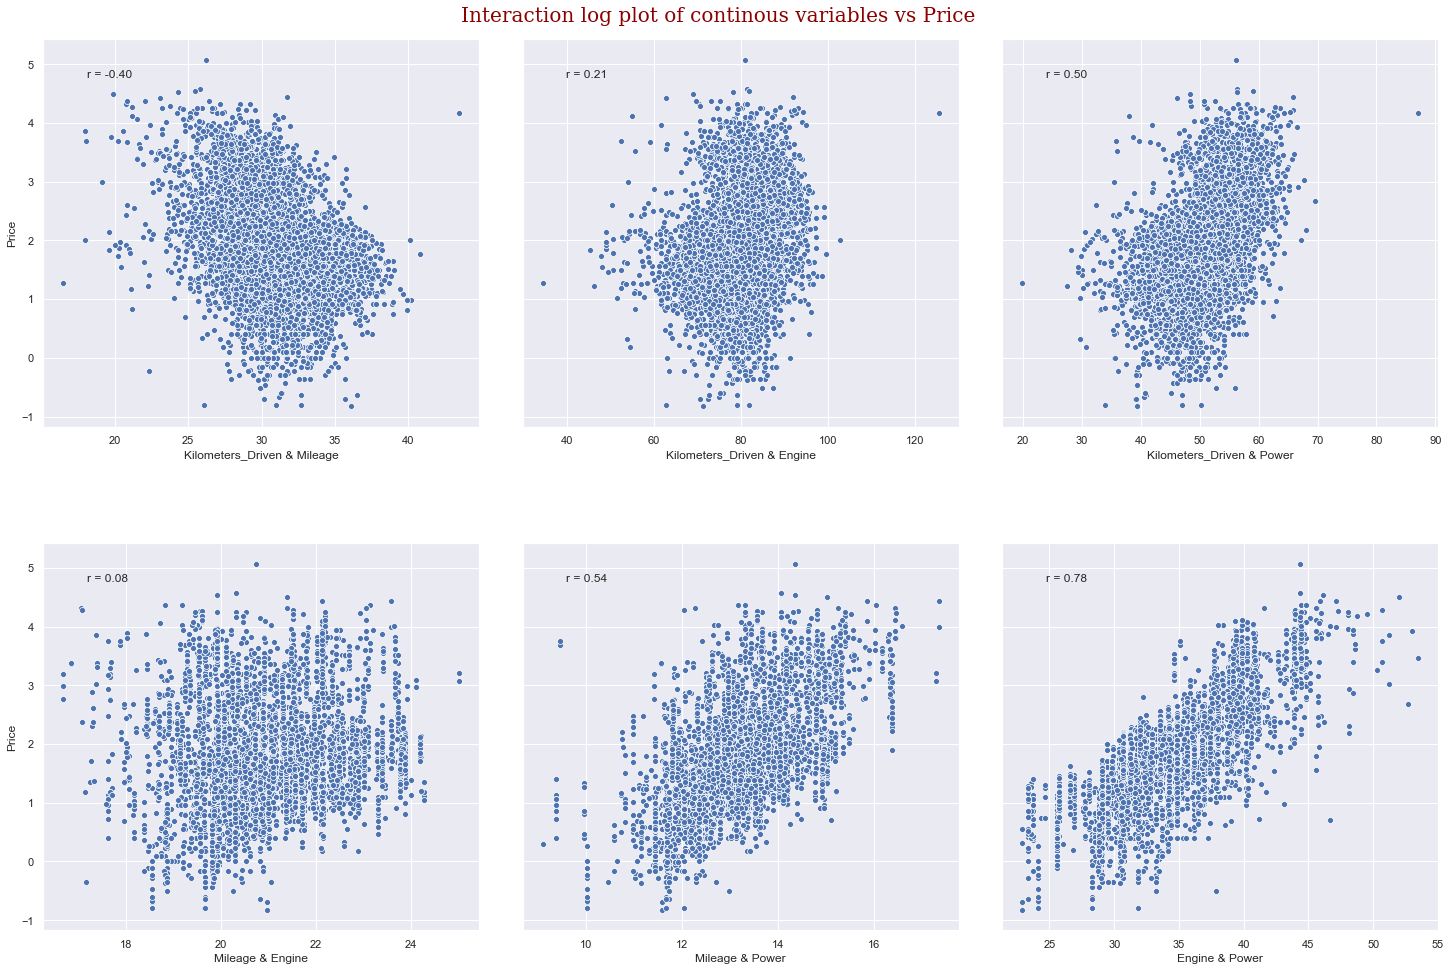 Interaction log plot of continous variables vs Price
r = -0.40
r = 0.21
r = 0.50
Price
5
4
3
2
1
0
−1
20 25 30 35 40
40 60 80 100 120
20 30 40 50 60 70 80 90
Kilometers_Driven & Mileage
Kilometers_Driven & Engine
Kilometers_Driven & Power
r = 0.08
r = 0.54
r = 0.78
Price
5
4
3
2
1
0
−1
18 20 22 24
10 12 14 16
25 30 35 40 45 50 55
Mileage & Engine
Mileage & Power
Engine & Power